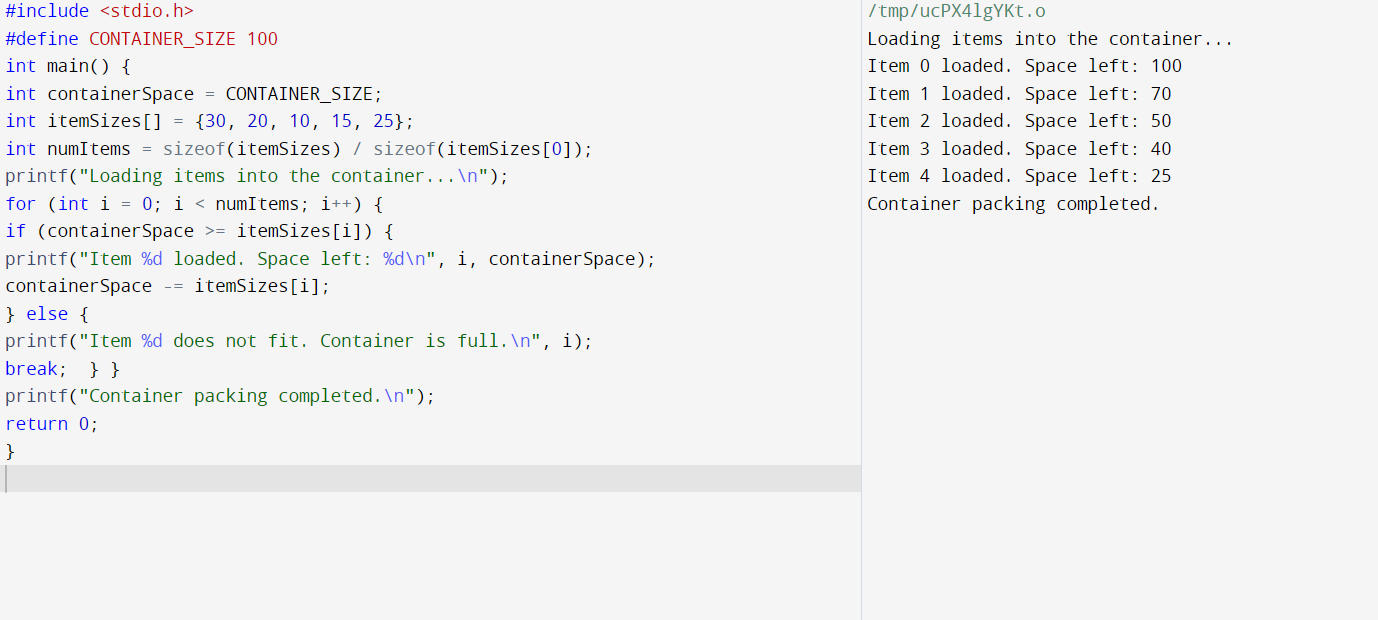 #include <stdio.h>
#define CONTAINER_SIZE 100
int main() {
int containerSpace = CONTAINER_SIZE;
int itemSizes[] = {30, 20, 10, 15, 25};
int numItems = sizeof(itemSizes) / sizeof(itemSizes[0]);
printf("Loading items into the container...\n");
for (int i = 0; i < numItems; i++) {
if (containerSpace >= itemSizes[i]) {
printf("Item %d loaded. Space left: %d\n", i, containerSpace);
containerSpace -= itemSizes[i];
} else {
printf("Item %d does not fit. Container is full.\n", i);
break;  } }
printf("Container packing completed.\n");
return 0;
}
/tmp/ucPX4lgYKt.o
Loading items into the container...
Item 0 loaded. Space left: 100
Item 1 loaded. Space left: 70
Item 2 loaded. Space left: 50
Item 3 loaded. Space left: 40
Item 4 loaded. Space left: 25
Container packing completed.